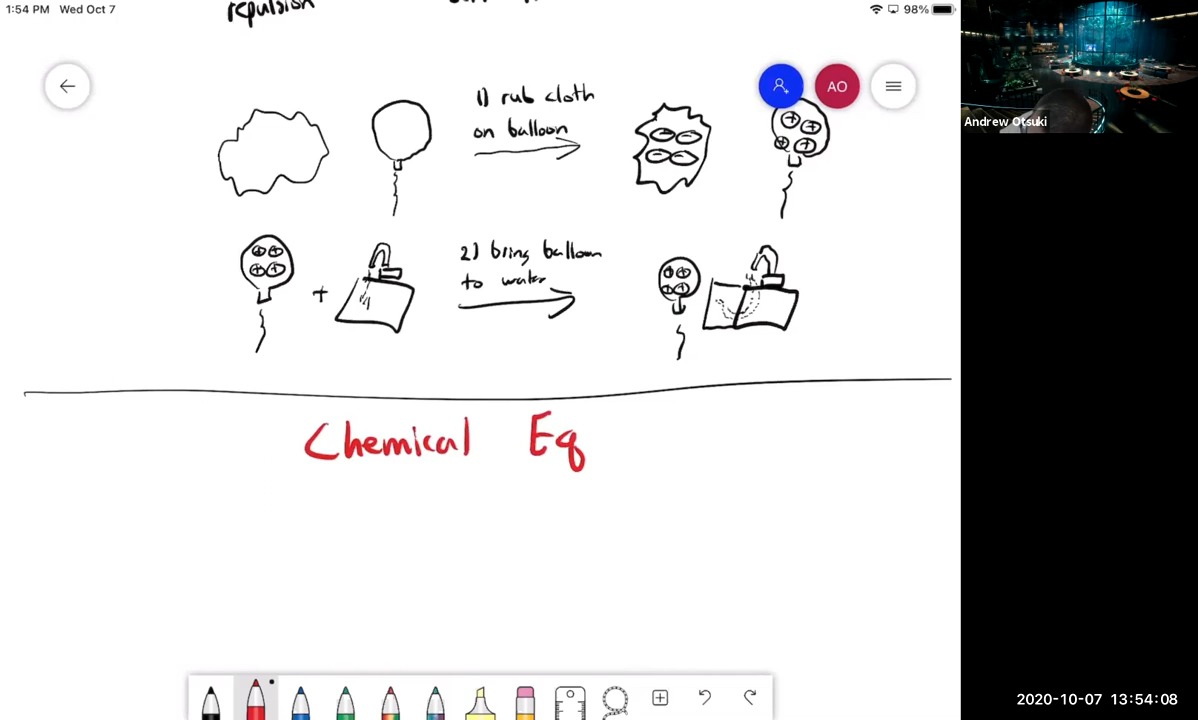 1:54 PM Wed Oct 7
98%
repulsion
1) rub cloth
on balloon
AO
Andrew Otsuki
2) bring balloon
to water
+
Chemical Eq
2020-10-07 13:54:08